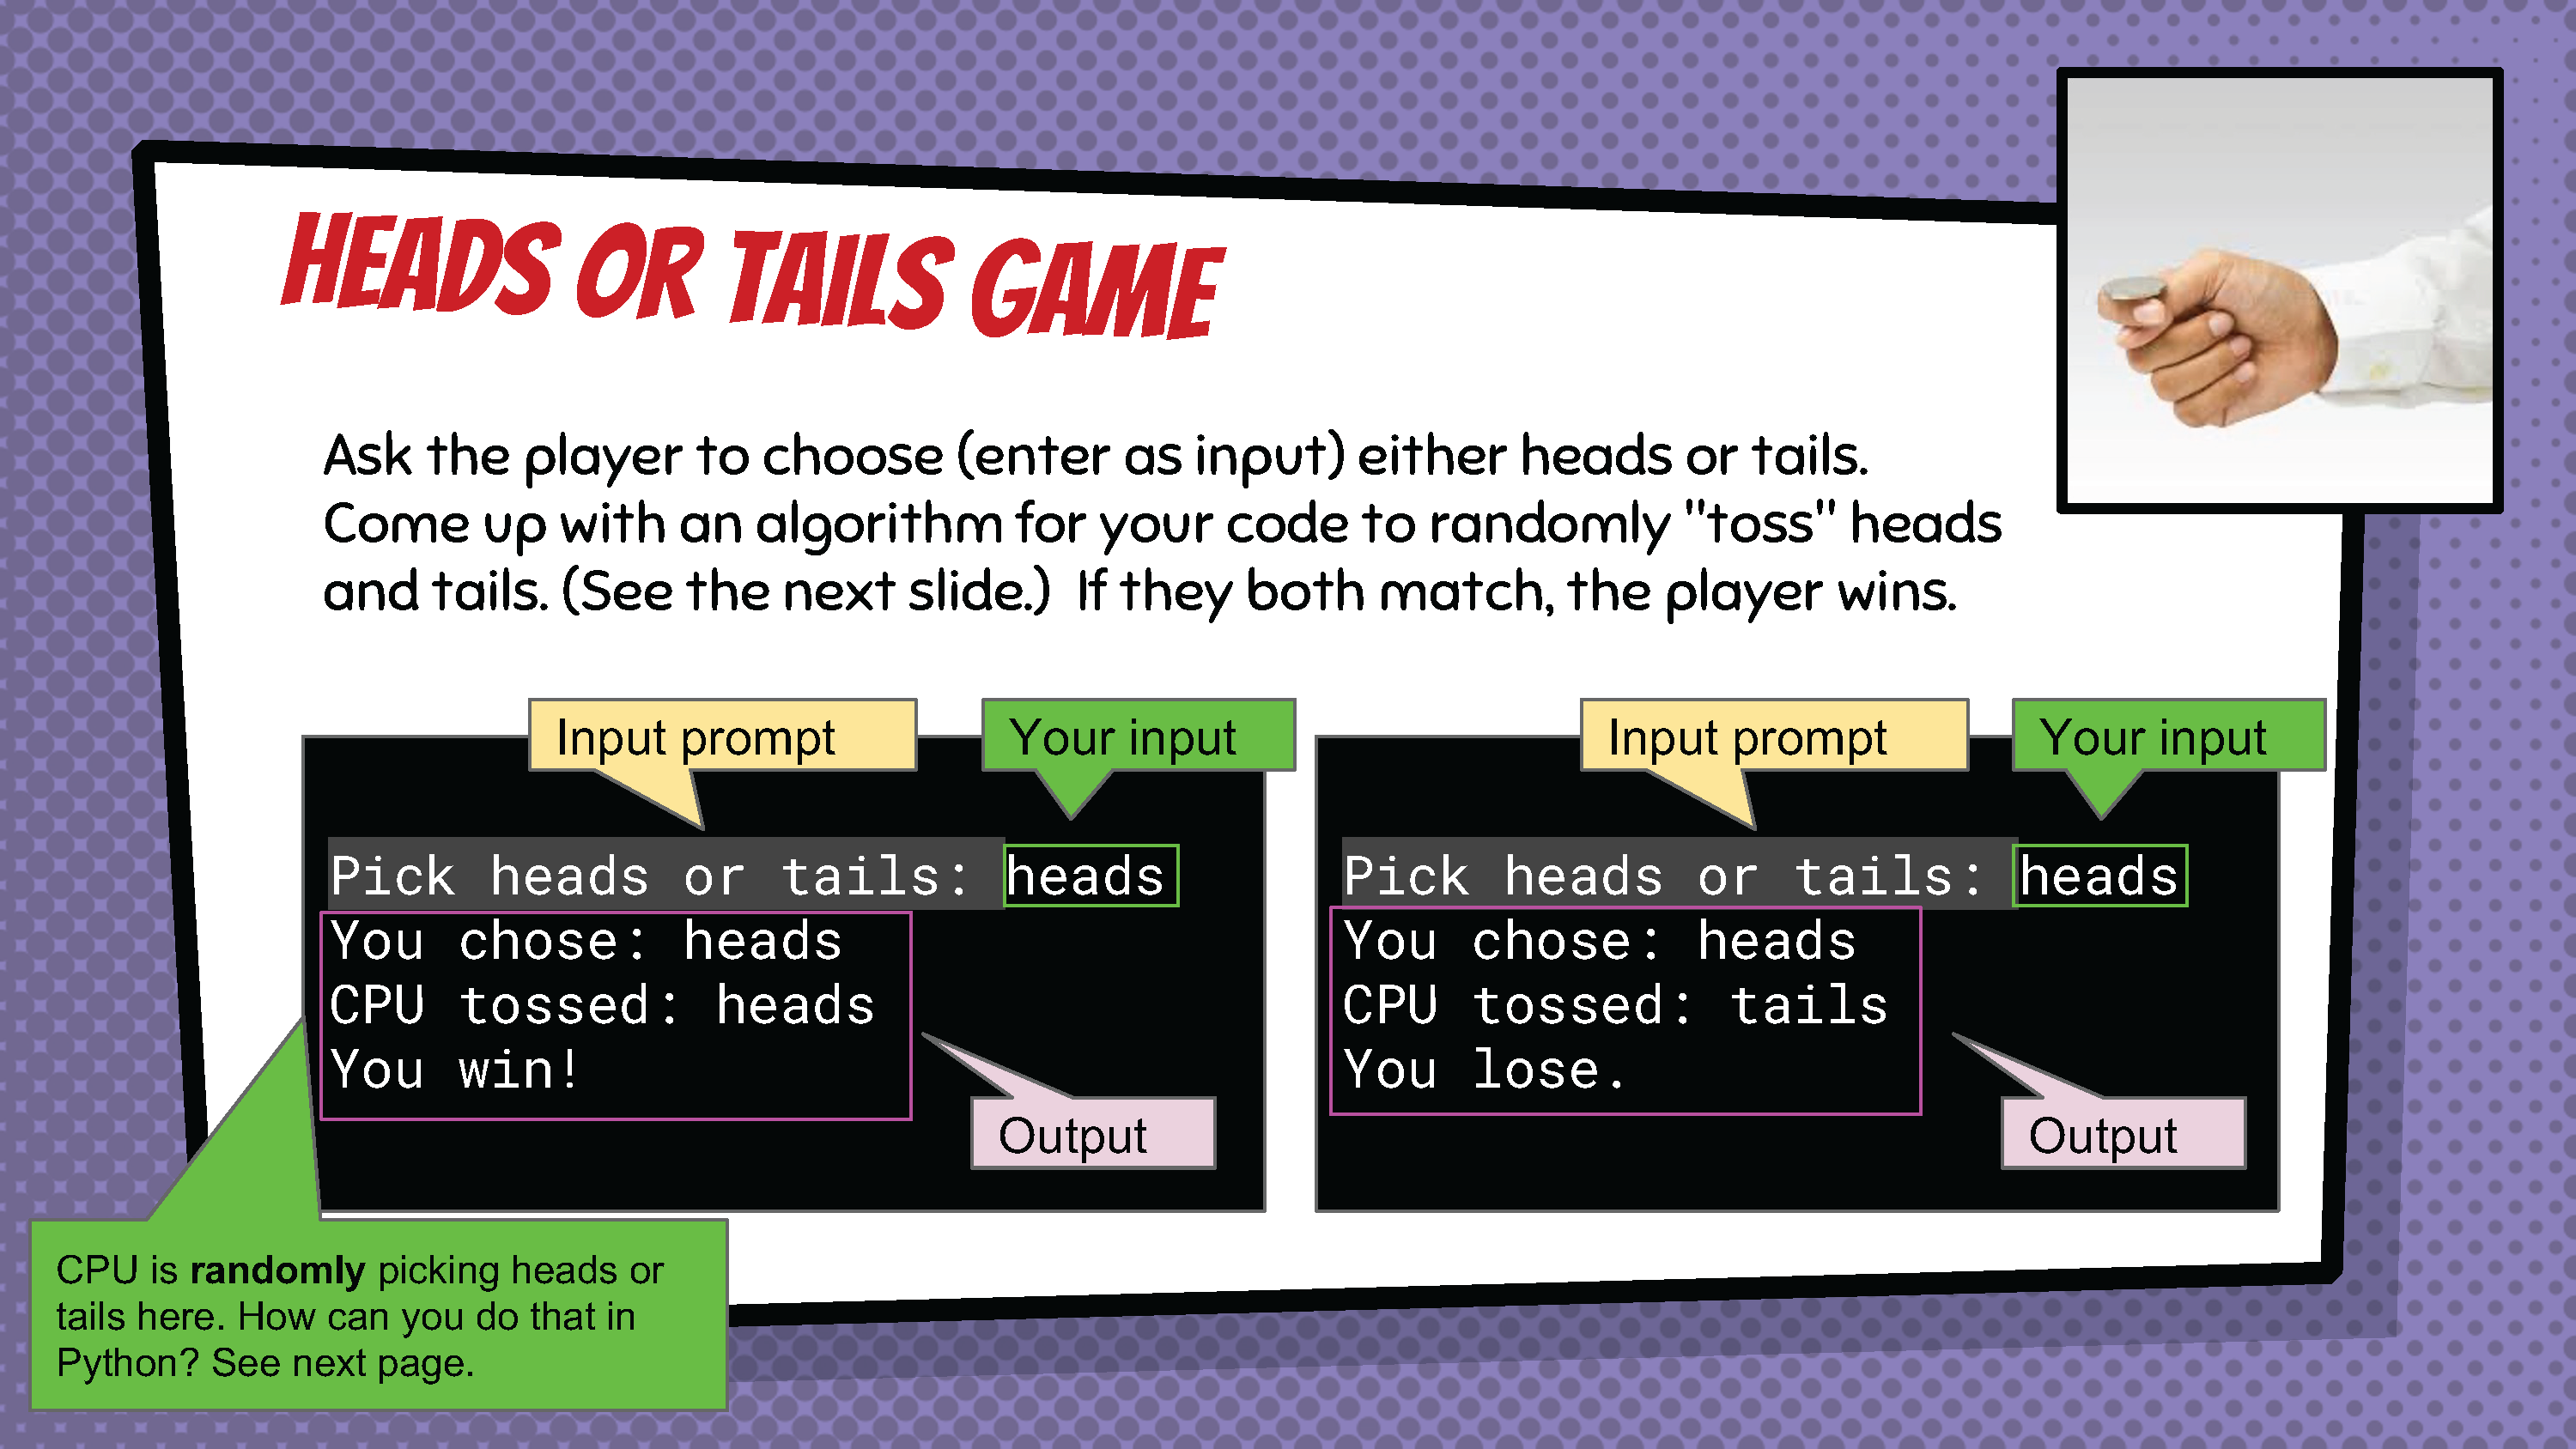 HEADS OR TAILS GAME
Ask the player to choose (enter as input) either heads or tails.
Come up with an algorithm for your code to randomly "toss" heads
and tails. (See the next slide.) If they both match, the player wins.
Input prompt
Your input
Pick heads or tails: heads
You chose: heads
CPU tossed: heads
You win!
Output
Input prompt
Your input
Pick heads or tails: heads
You chose: heads
CPU tossed: tails
You lose.
Output
CPU is randomly picking heads or
tails here. How can you do that in
Python? See next page.